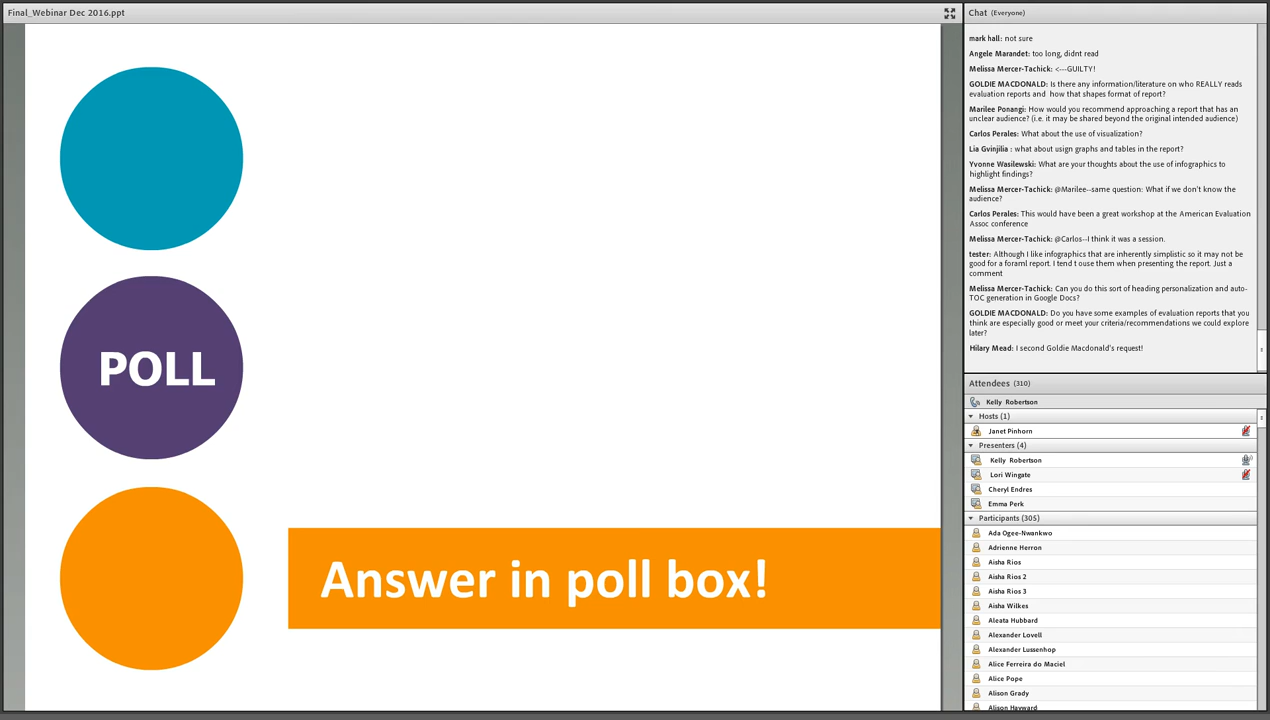 Final_Webinar Dec 2016.ppt
POLL
Answer in poll box!
Chat (Everyone)
mark hall: not sure
Angele Marandet: too long, didnt read
Melissa Mercer-Tachick: <---GUILTY!
GOLDIE MACDONALD: Is there any information/literature on who REALLY reads
evaluation reports and how that shapes format of report?
Marilee Ponangi: How would you recommend approaching a report that has an
unclear audience? (i.e. it may be shared beyond the original intended audience)
Carlos Perales: What about the use of visualization?
Lia Gvinjilia : what about usign graphs and tables in the report?
Yvonne Wasilewski: What are your thoughts about the use of infographics to
highlight findings?
Melissa Mercer-Tachick: @Marilee--same question: What if we don't know the
audience?
Carlos Perales: This would have been a great workshop at the American Evaluation
Assoc conference
Melissa Mercer-Tachick: @Carlos--I think it was a session.
tester: Although I like infographics that are inherently simplistic so it may not be
good for a foraml report. I tend t ouse them when presenting the report. Just a
comment
Melissa Mercer-Tachick: Can you do this sort of heading personalization and auto-
TOC generation in Google Docs?
GOLDIE MACDONALD: Do you have some examples of evaluation reports that you
think are especially good or meet your criteria/recommendations we could explore
later?
Hilary Mead: I second Goldie Macdonald's request!
Attendees (310)
Kelly Robertson
Hosts (1)
Janet Pinhorn
Presenters (4)
Kelly Robertson
Lori Wingate
Cheryl Endres
Emma Perk
Participants (305)
Ada Ogee-Nwankwo
Adrienne Herron
Aisha Rios
Aisha Rios 2
Aisha Rios 3
Aisha Wilkes
Aleata Hubbard
Alexander Lovell
Alexander Lussenhop
Alice Ferreira do Maciel
Alice Pope
Alison Grady
Alison Hayward